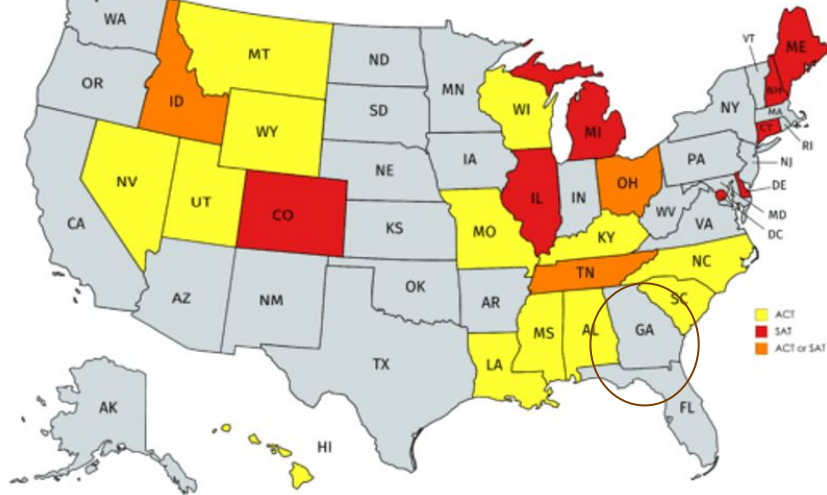 WA
MT
ND
MN
VT
ME
OR
ID
SD
WI
MI
NY
NH
MA
CT
RI
WY
IA
PA
NJ
NV
UT
NE
IL
IN
OH
DE
MD
DC
CO
WV
VA
CA
KS
MO
KY
NC
TN
AZ
NM
OK
AR
SC
GA
MS
AL
TX
LA
FL
AK
HI
ACT
SAT
ACT or SAT